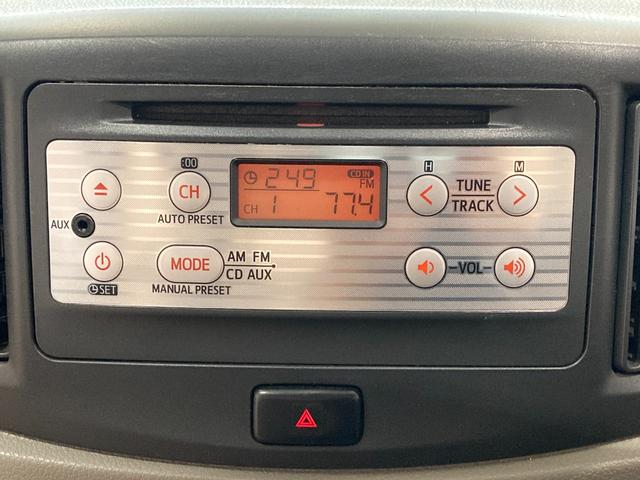 :00
H
M
2:49
CD IN
FM
CH
AUTO PRESET
CH 1 77.4
TUNE
TRACK
AUX
MODE
AM FM
CD AUX
VOL
SET
MANUAL PRESET